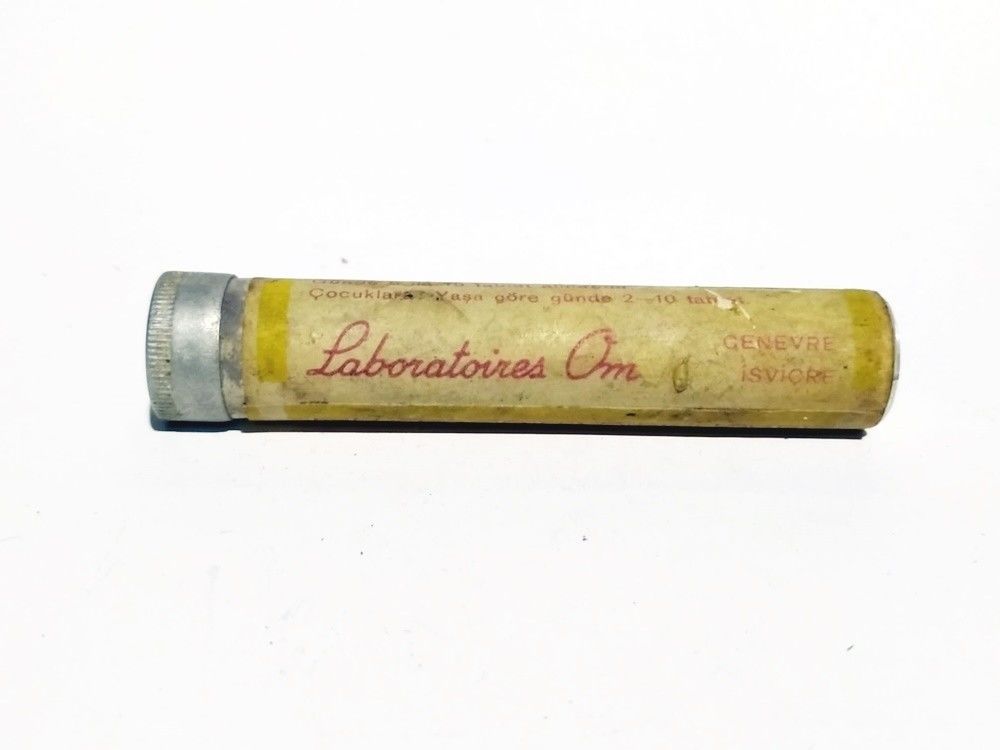 Çocuklara: Yaşa göre günde 2-10 tablet
Laboratoires Om
GENEVRE
İSVİÇRE